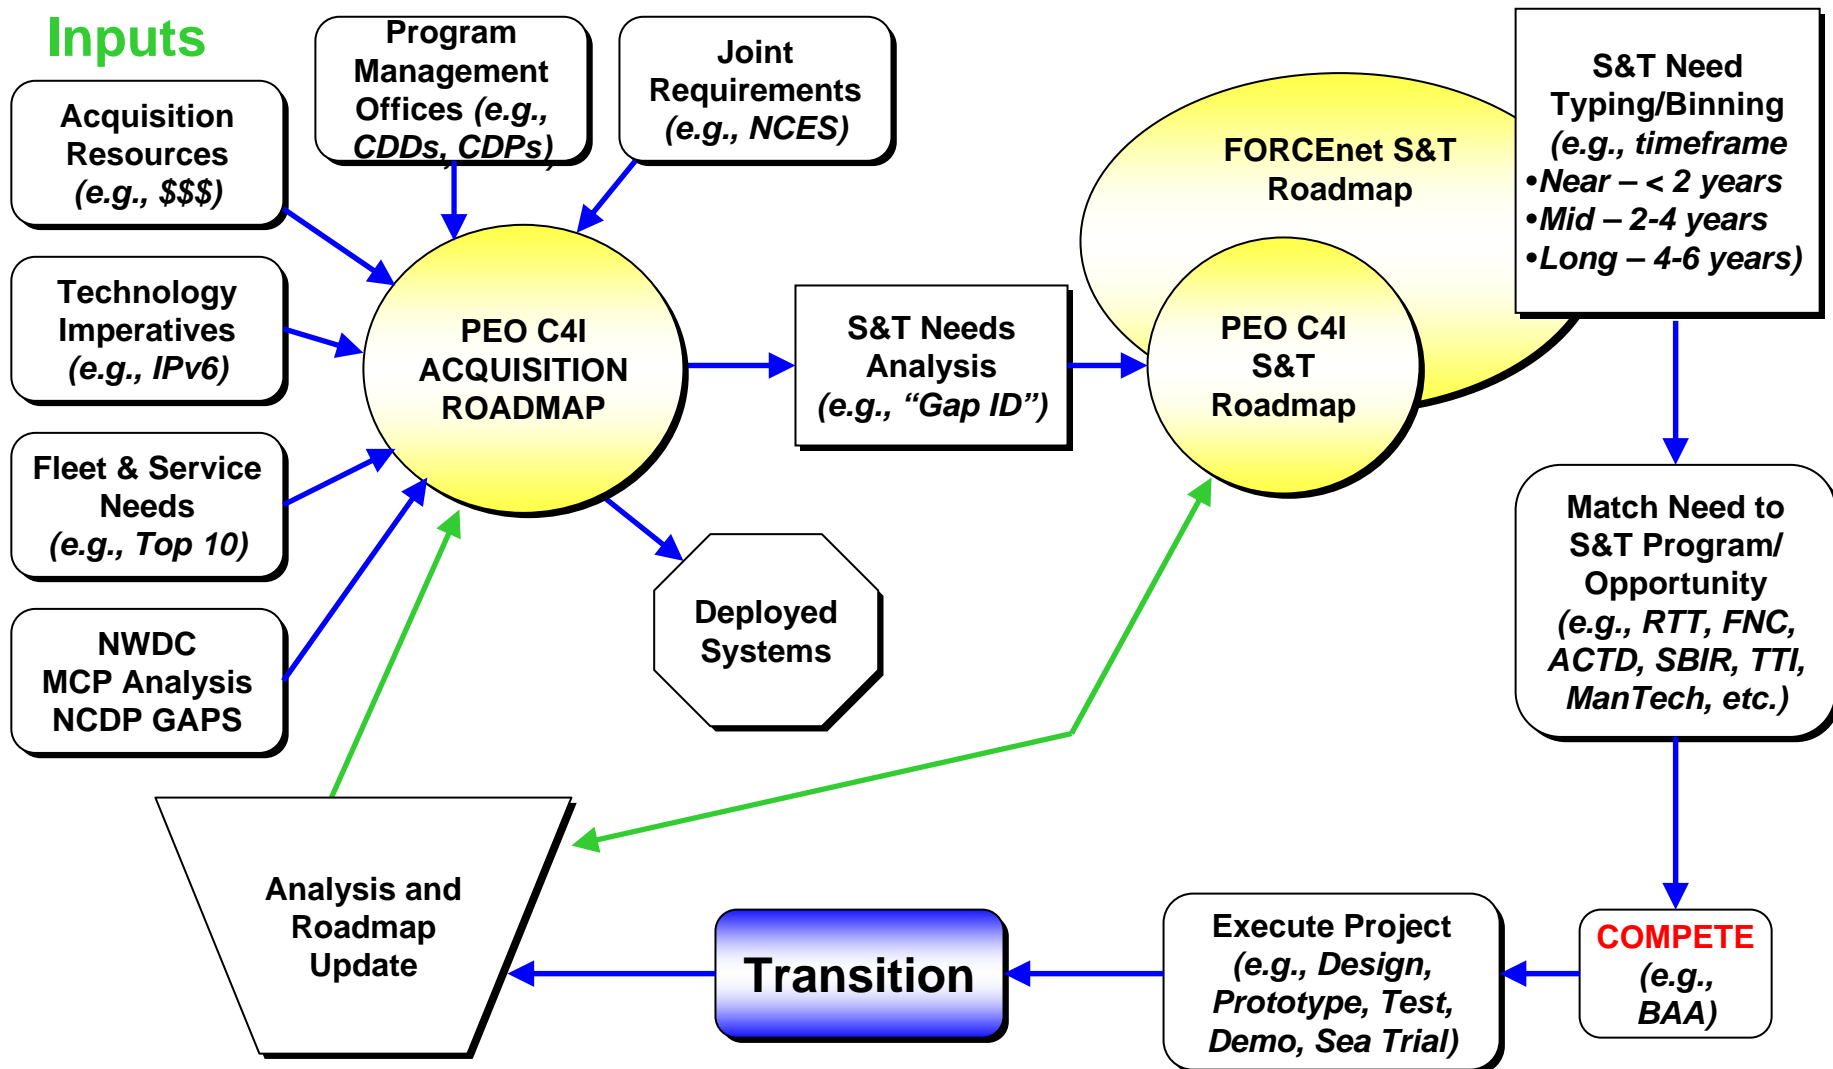 Inputs
Acquisition
Resources
(e.g., $$$)
Program
Management
Offices (e.g.,
CDDs, CDPs)
Joint
Requirements
(e.g., NCES)
Technology
Imperatives
(e.g., IPv6)
Fleet & Service
Needs
(e.g., Top 10)
NWDC
MCP Analysis
NCDP GAPS
PEO C4I
ACQUISITION
ROADMAP
S&T Needs
Analysis
(e.g., “Gap ID”)
FORCEnet S&T
Roadmap
PEO C4I
S&T
Roadmap
S&T Need
Typing/Binning
(e.g., timeframe
•Near – < 2 years
•Mid – 2-4 years
•Long – 4-6 years)
Deployed
Systems
Match Need to
S&T Program/
Opportunity
(e.g., RTT, FNC,
ACTD, SBIR, TTI,
ManTech, etc.)
COMPETE
(e.g.,
BAA)
Execute Project
(e.g., Design,
Prototype, Test,
Demo, Sea Trial)
Transition
Analysis and
Roadmap
Update